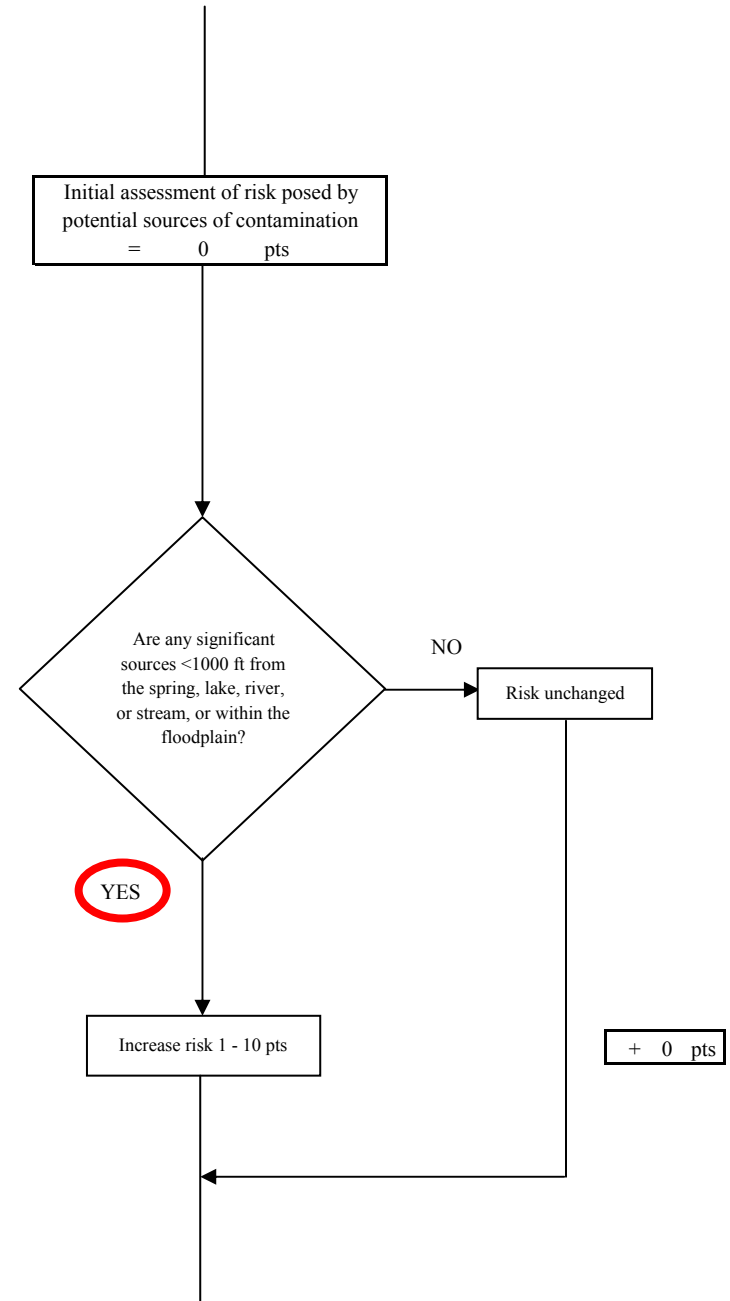 Initial assessment of risk posed by
potential sources of contamination
= 0 pts
Are any significant
sources <1000 ft from
the spring, lake, river,
or stream, or within the
floodplain?
NO
Risk unchanged
YES
Increase risk 1 - 10 pts
+ 0 pts